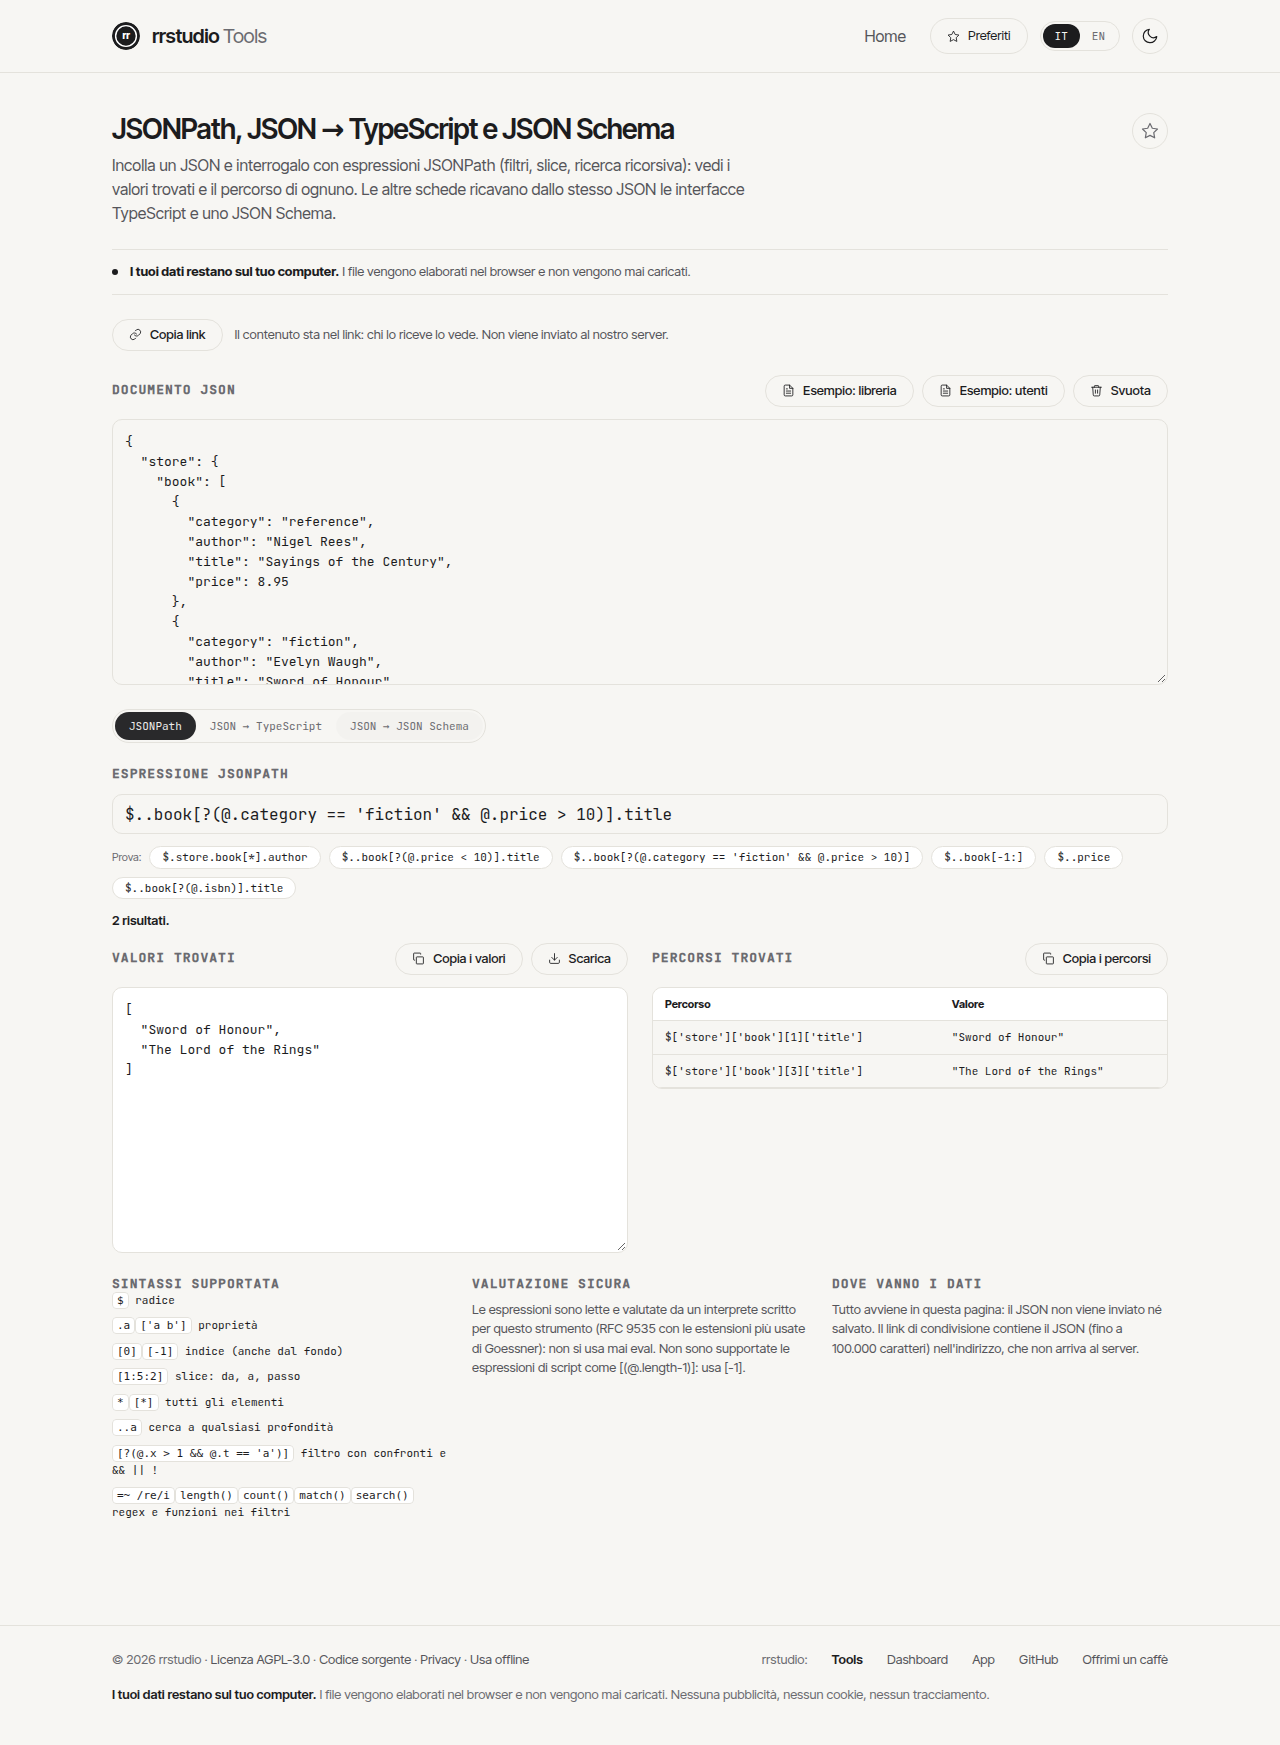 rr rrstudio Tools
Home
Preferiti
IT EN
JSONPath, JSON → TypeScript e JSON Schema
Incolla un JSON e interrogalo con espressioni JSONPath (filtri, slice, ricerca ricorsiva): vedi i
valori trovati e il percorso di ognuno. Le altre schede ricavano dallo stesso JSON le interfacce
TypeScript e uno JSON Schema.
I tuoi dati restano sul tuo computer. I file vengono elaborati nel browser e non vengono mai caricati.
Copia link
Il contenuto sta nel link: chi lo riceve lo vede. Non viene inviato al nostro server.
DOCUMENTO JSON
Esempio: libreria
Esempio: utenti
Svuota
{
  "store": {
    "book": [
      {
        "category": "reference",
        "author": "Nigel Rees",
        "title": "Sayings of the Century",
        "price": 8.95
      },
      {
        "category": "fiction",
        "author": "Evelyn Waugh",
        "title": "Sword of Honour"
JSONPath
JSON → TypeScript
JSON → JSON Schema
ESPRESSIONE JSONPATH
$..book[?(@.category == 'fiction' && @.price > 10)].title
Prova:
$.store.book[*].author
$..book[?(@.price < 10)].title
$..book[?(@.category == 'fiction' && @.price > 10)]
$..book[-1:]
$..price
$..book[?(@.isbn)].title
2 risultati.
VALORI TROVATI
Copia i valori
Scarica
[
  "Sword of Honour",
  "The Lord of the Rings"
]
PERCORSI TROVATI
Copia i percorsi
Percorso Valore
$['store']['book'][1]['title'] "Sword of Honour"
$['store']['book'][3]['title'] "The Lord of the Rings"
SINTASSI SUPPORTATA
$ radice
.a ['a b'] proprietà
[0] [-1] indice (anche dal fondo)
[1:5:2] slice: da, a, passo
* [*] tutti gli elementi
..a cerca a qualsiasi profondità
[?(@.x > 1 && @.t == 'a')] filtro con confronti e
&& || !
=~ /re/i length() count() match() search()
regex e funzioni nei filtri
VALUTAZIONE SICURA
Le espressioni sono lette e valutate da un interprete scritto
per questo strumento (RFC 9535 con le estensioni più usate
di Goessner): non si usa mai eval. Non sono supportate le
espressioni di script come [(@.length-1)]: usa [-1].
DOVE VANNO I DATI
Tutto avviene in questa pagina: il JSON non viene inviato né
salvato. Il link di condivisione contiene il JSON (fino a
100.000 caratteri) nell'indirizzo, che non arriva al server.
© 2026 rrstudio · Licenza AGPL-3.0 · Codice sorgente · Privacy · Usa offline
rrstudio: Tools Dashboard App GitHub Offrimi un caffè
I tuoi dati restano sul tuo computer. I file vengono elaborati nel browser e non vengono mai caricati. Nessuna pubblicità, nessun cookie, nessun tracciamento.